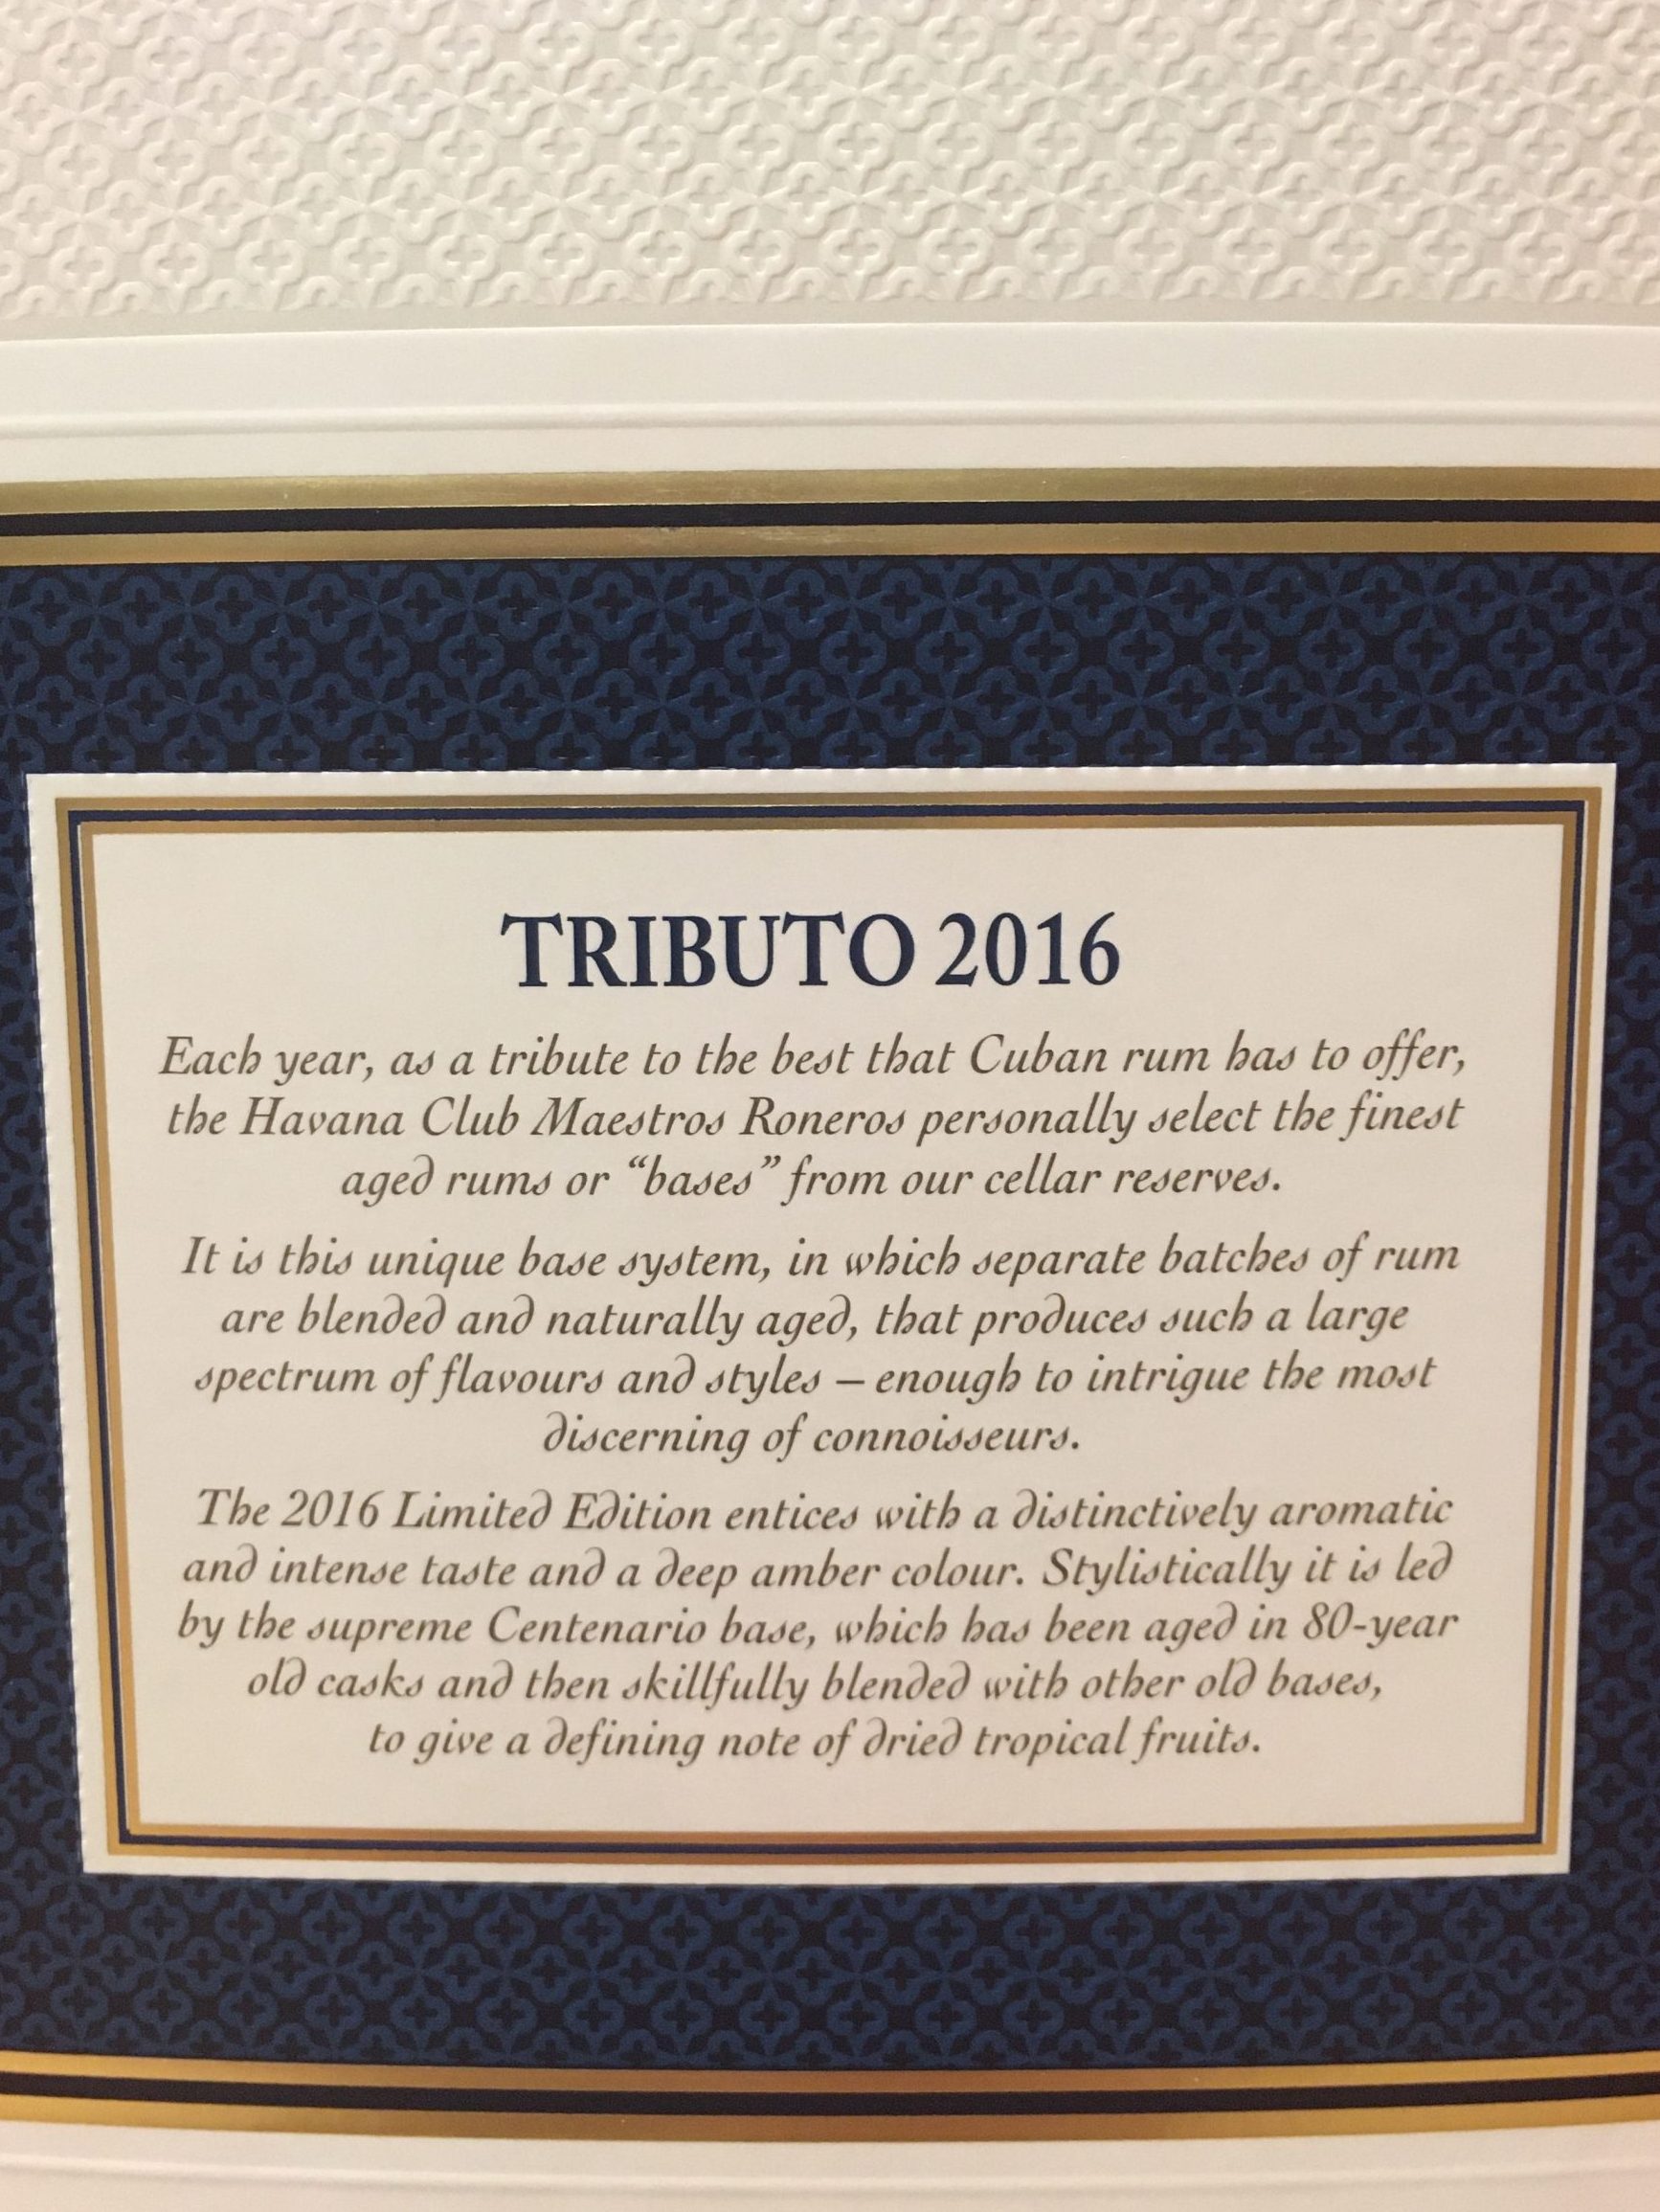 TRIBUTO 2016
Each year, as a tribute to the best that Cuban rum has to offer,
the Havana Club Maestros Roneros personally select the finest
aged rums or “bases” from our cellar reserves.
It is this unique base system, in which separate batches of rum
are blended and naturally aged, that produces such a large
spectrum of flavours and styles – enough to intrigue the most
discerning of connoisseurs.
The 2016 Limited Edition entices with a distinctively aromatic
and intense taste and a deep amber colour. Stylistically it is led
by the supreme Centenario base, which has been aged in 80-year
old casks and then skillfully blended with other old bases,
to give a defining note of dried tropical fruits.